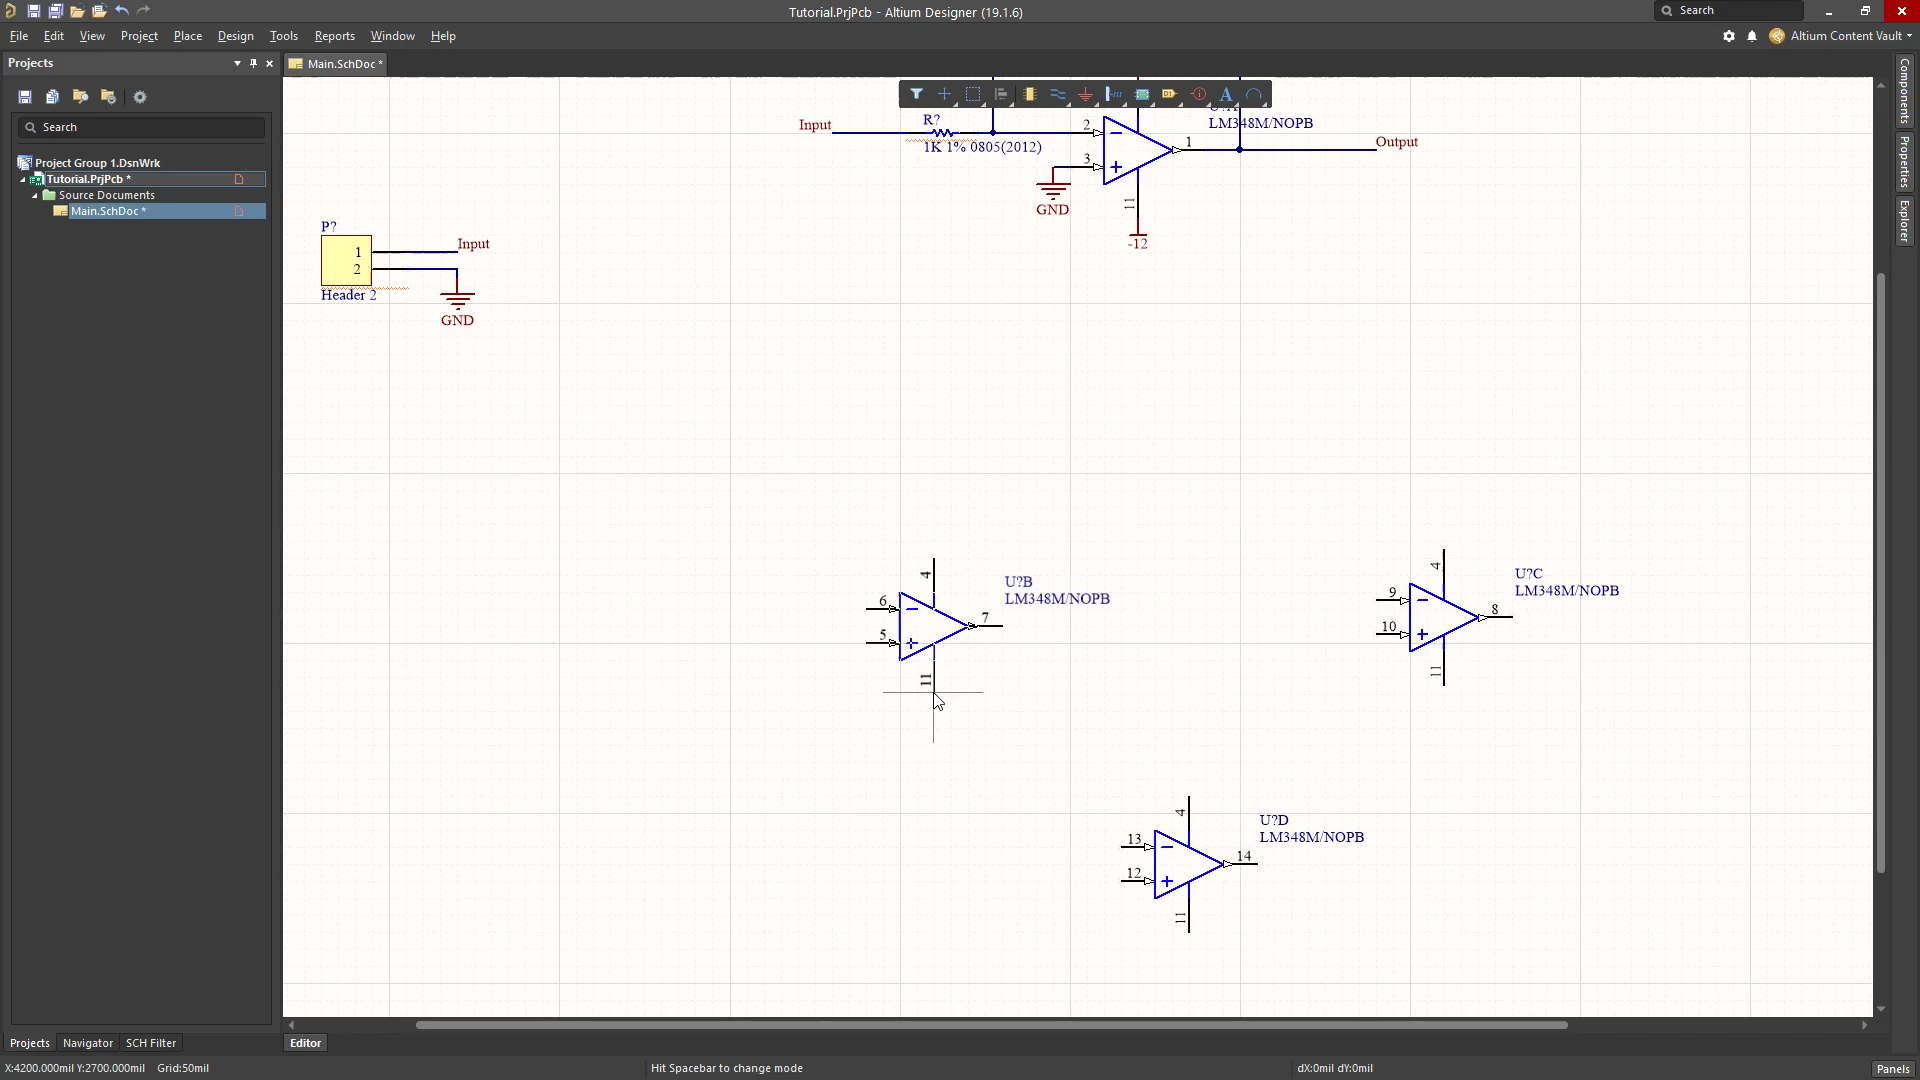 Tutorial.PrjPcb - Altium Designer (19.1.6)
Search
File Edit View Project Place Design Tools Reports Window Help
Altium Content Vault
Projects
Main.SchDoc *
Search
Project Group 1.DsnWrk
Tutorial.PrjPcb *
Source Documents
Main.SchDoc *
Components
Properties
Explorer
Input
R?
1K 1% 0805(2012)
2
3
1
11
LM348M/NOPB
Output
GND
-12
P?
1
2
Input
Header 2
GND
4
6
5
7
11
U?B
LM348M/NOPB
4
9
10
8
11
U?C
LM348M/NOPB
4
13
12
14
11
U?D
LM348M/NOPB
Projects Navigator SCH Filter
Editor
X:4200.000mil Y:2700.000mil Grid:50mil
Hit Spacebar to change mode
dX:0mil dY:0mil
Panels